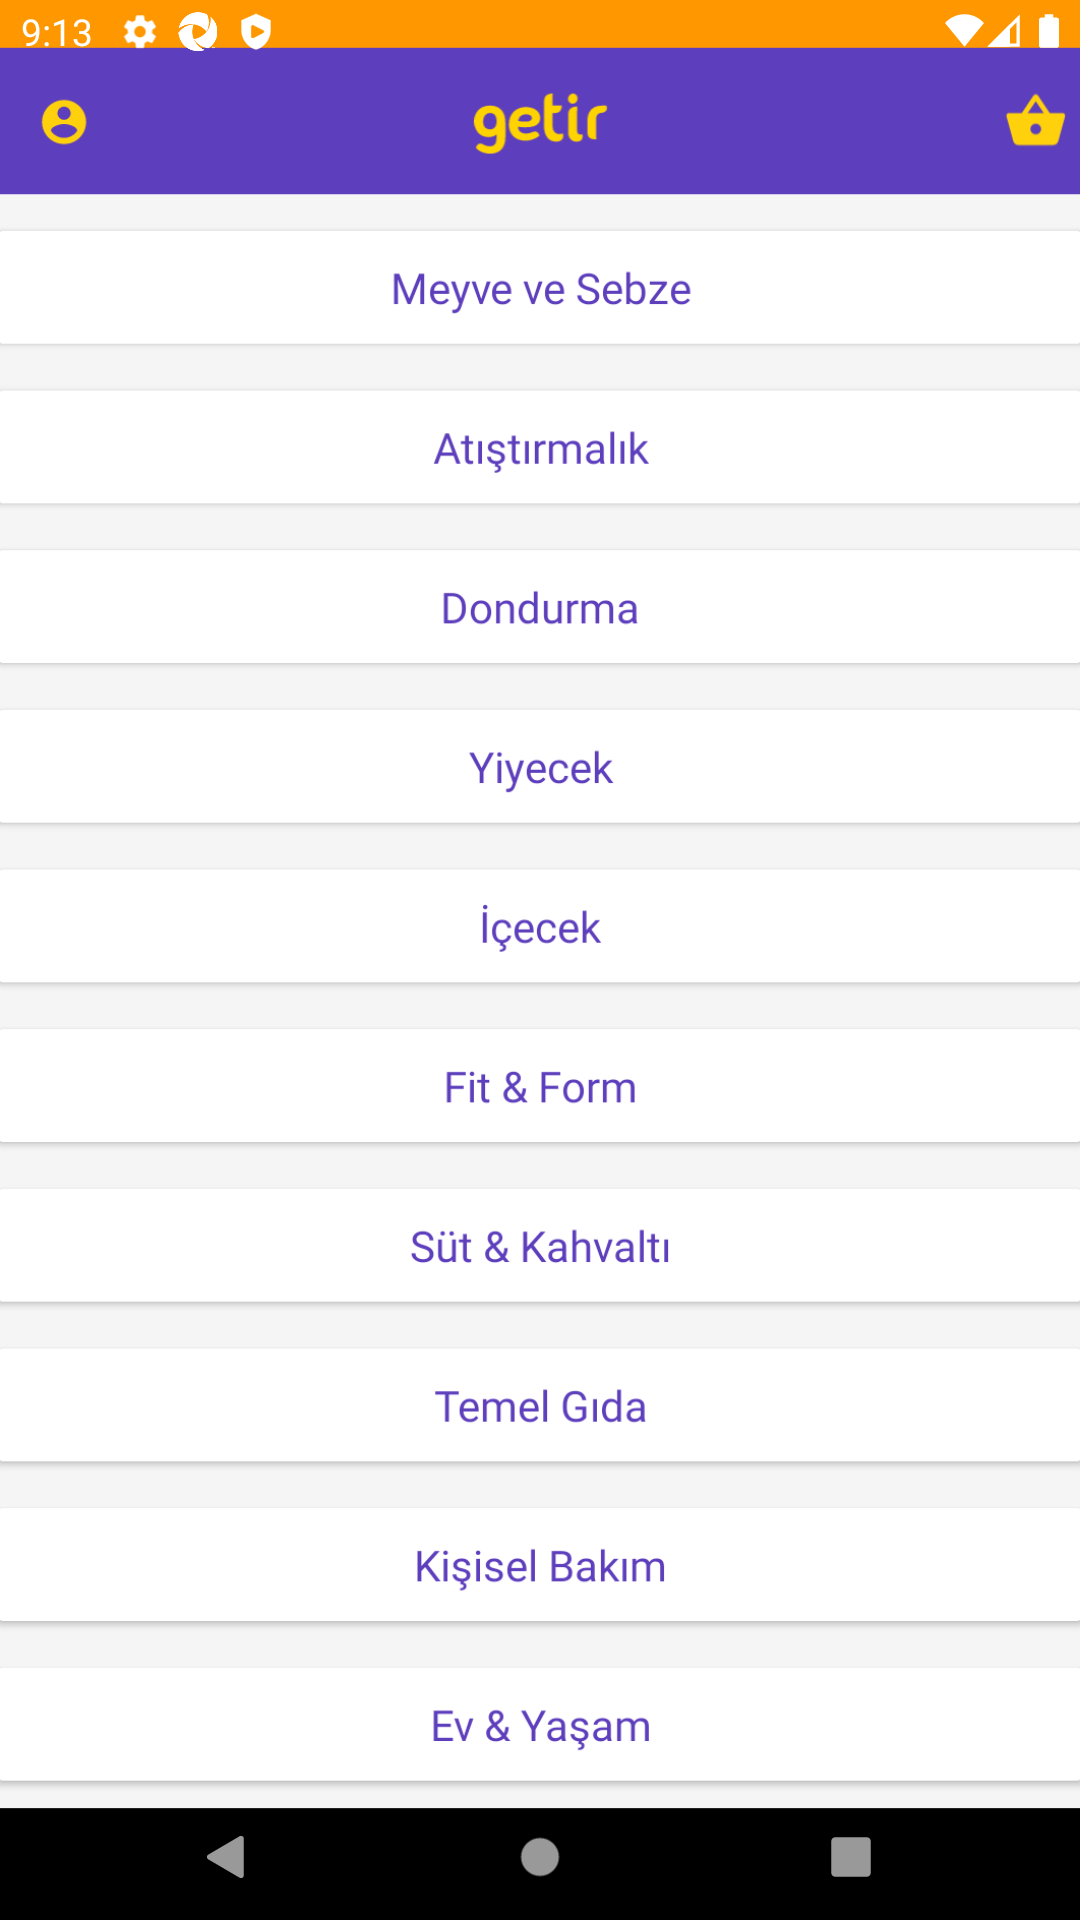 9:13
getir
Meyve ve Sebze
Atıştırmalık
Dondurma
Yiyecek
İçecek
Fit & Form
Süt & Kahvaltı
Temel Gıda
Kişisel Bakım
Ev & Yaşam